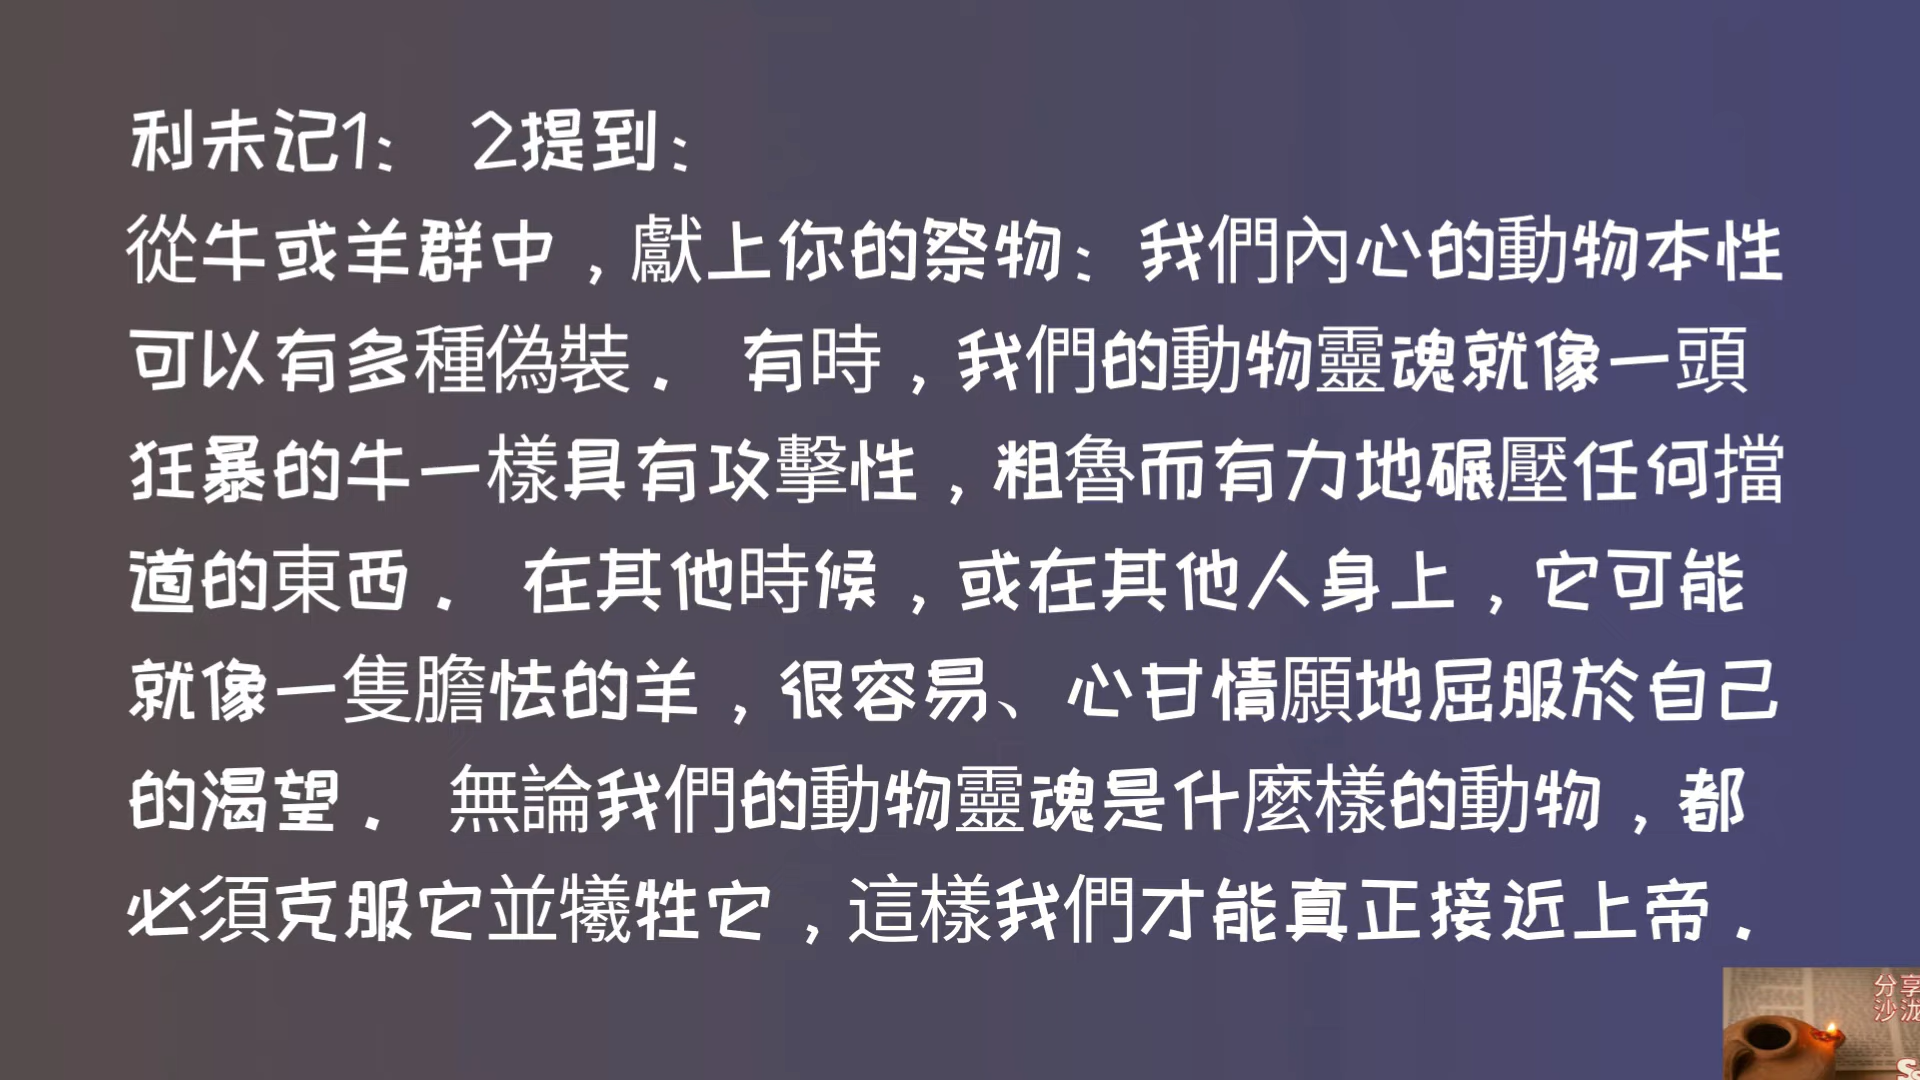 利未记1： 2提到：
從牛或羊群中，獻上你的祭物：我們內心的動物本性
可以有多種偽裝． 有時，我們的動物靈魂就像一頭
狂暴的牛一樣具有攻擊性，粗魯而有力地碾壓任何擋
道的東西． 在其他時候，或在其他人身上，它可能
就像一隻膽怯的羊，很容易、心甘情願地屈服於自己
的渴望． 無論我們的動物靈魂是什麼樣的動物，都
必須克服它並犧牲它，這樣我們才能真正接近上帝．
分享
沙泷